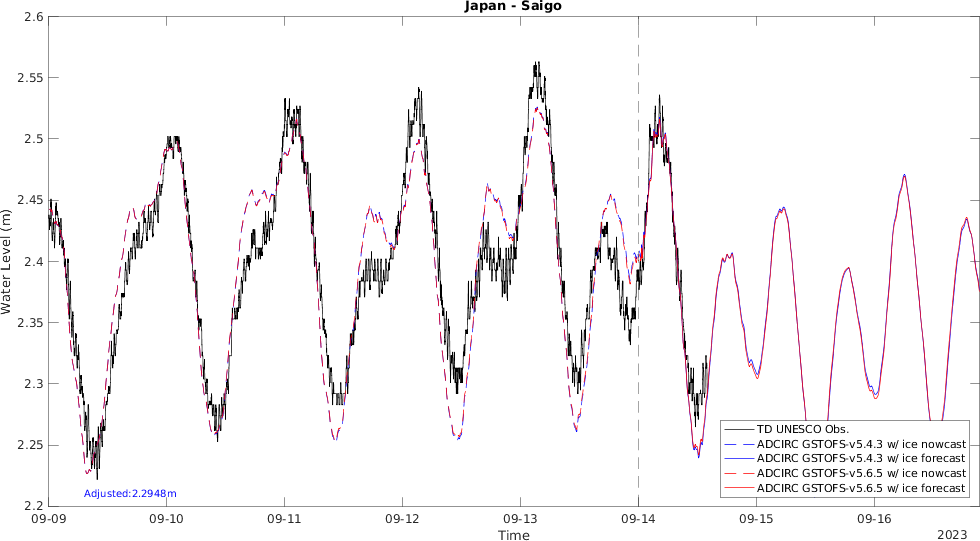 Japan - Saigo
2.6
2.55
2.5
2.45
2.4
2.35
2.3
2.25
2.2
Water Level (m)
TD UNESCO Obs.
ADCIRC GSTOFS-v5.4.3 w/ ice nowcast
ADCIRC GSTOFS-v5.4.3 w/ ice forecast
ADCIRC GSTOFS-v5.6.5 w/ ice nowcast
ADCIRC GSTOFS-v5.6.5 w/ ice forecast
Adjusted:2.2948m
09-09 09-10 09-11 09-12 09-13 09-14 09-15 09-16
Time
2023